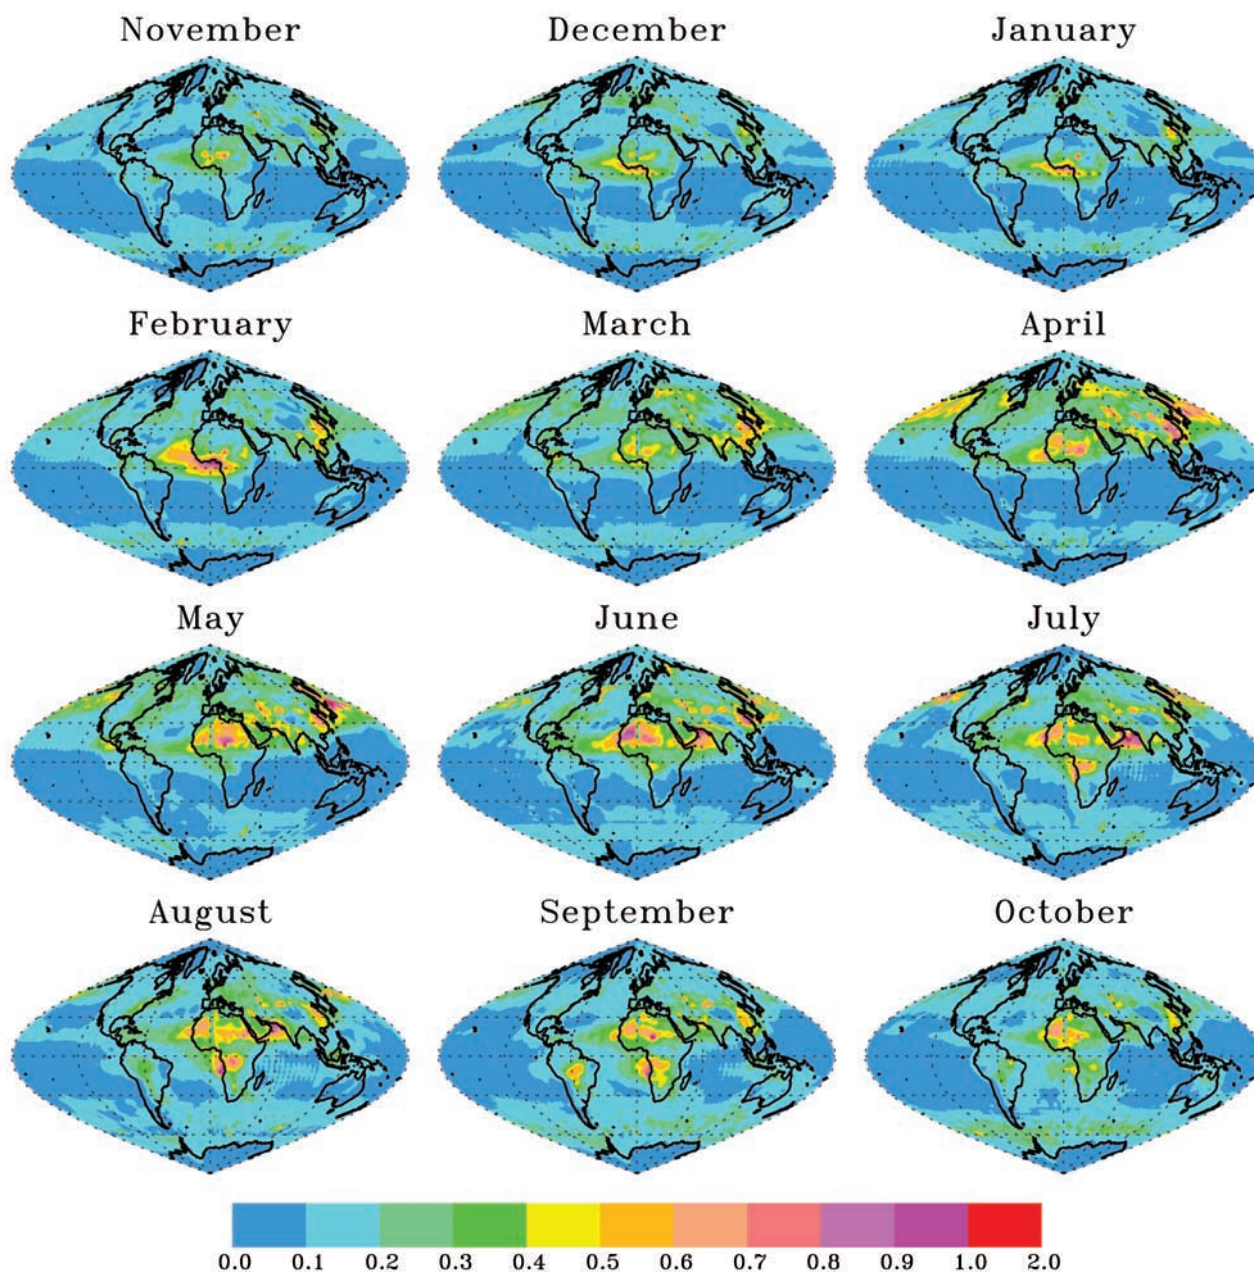 November December January
February March April
May June July
August September October
0.0 0.1 0.2 0.3 0.4 0.5 0.6 0.7 0.8 0.9 1.0 2.0